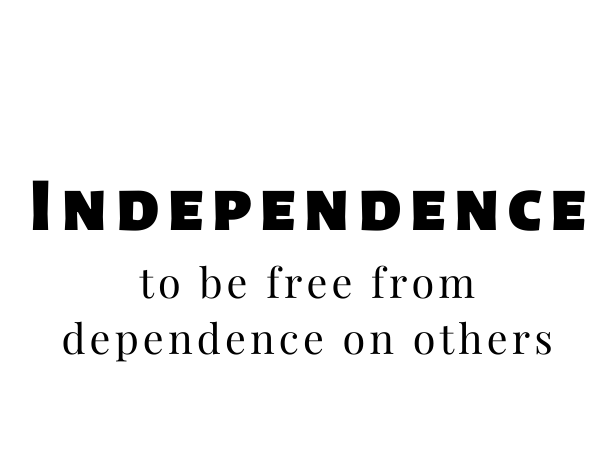 Independence
to be free from
dependence on others